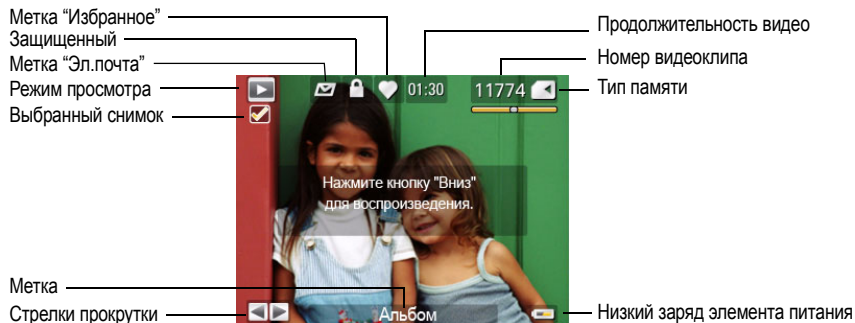 Метка “Избранное”
Защищенный
Метка “Эл.почта”
Режим просмотра
Выбранный снимок
Продолжительность видео
Номер видеоклипа
Тип памяти
01:30
11774
Нажмите кнопку "Вниз"
для воспроизведения.
Метка
Стрелки прокрутки
Альбом
Низкий заряд элемента питания